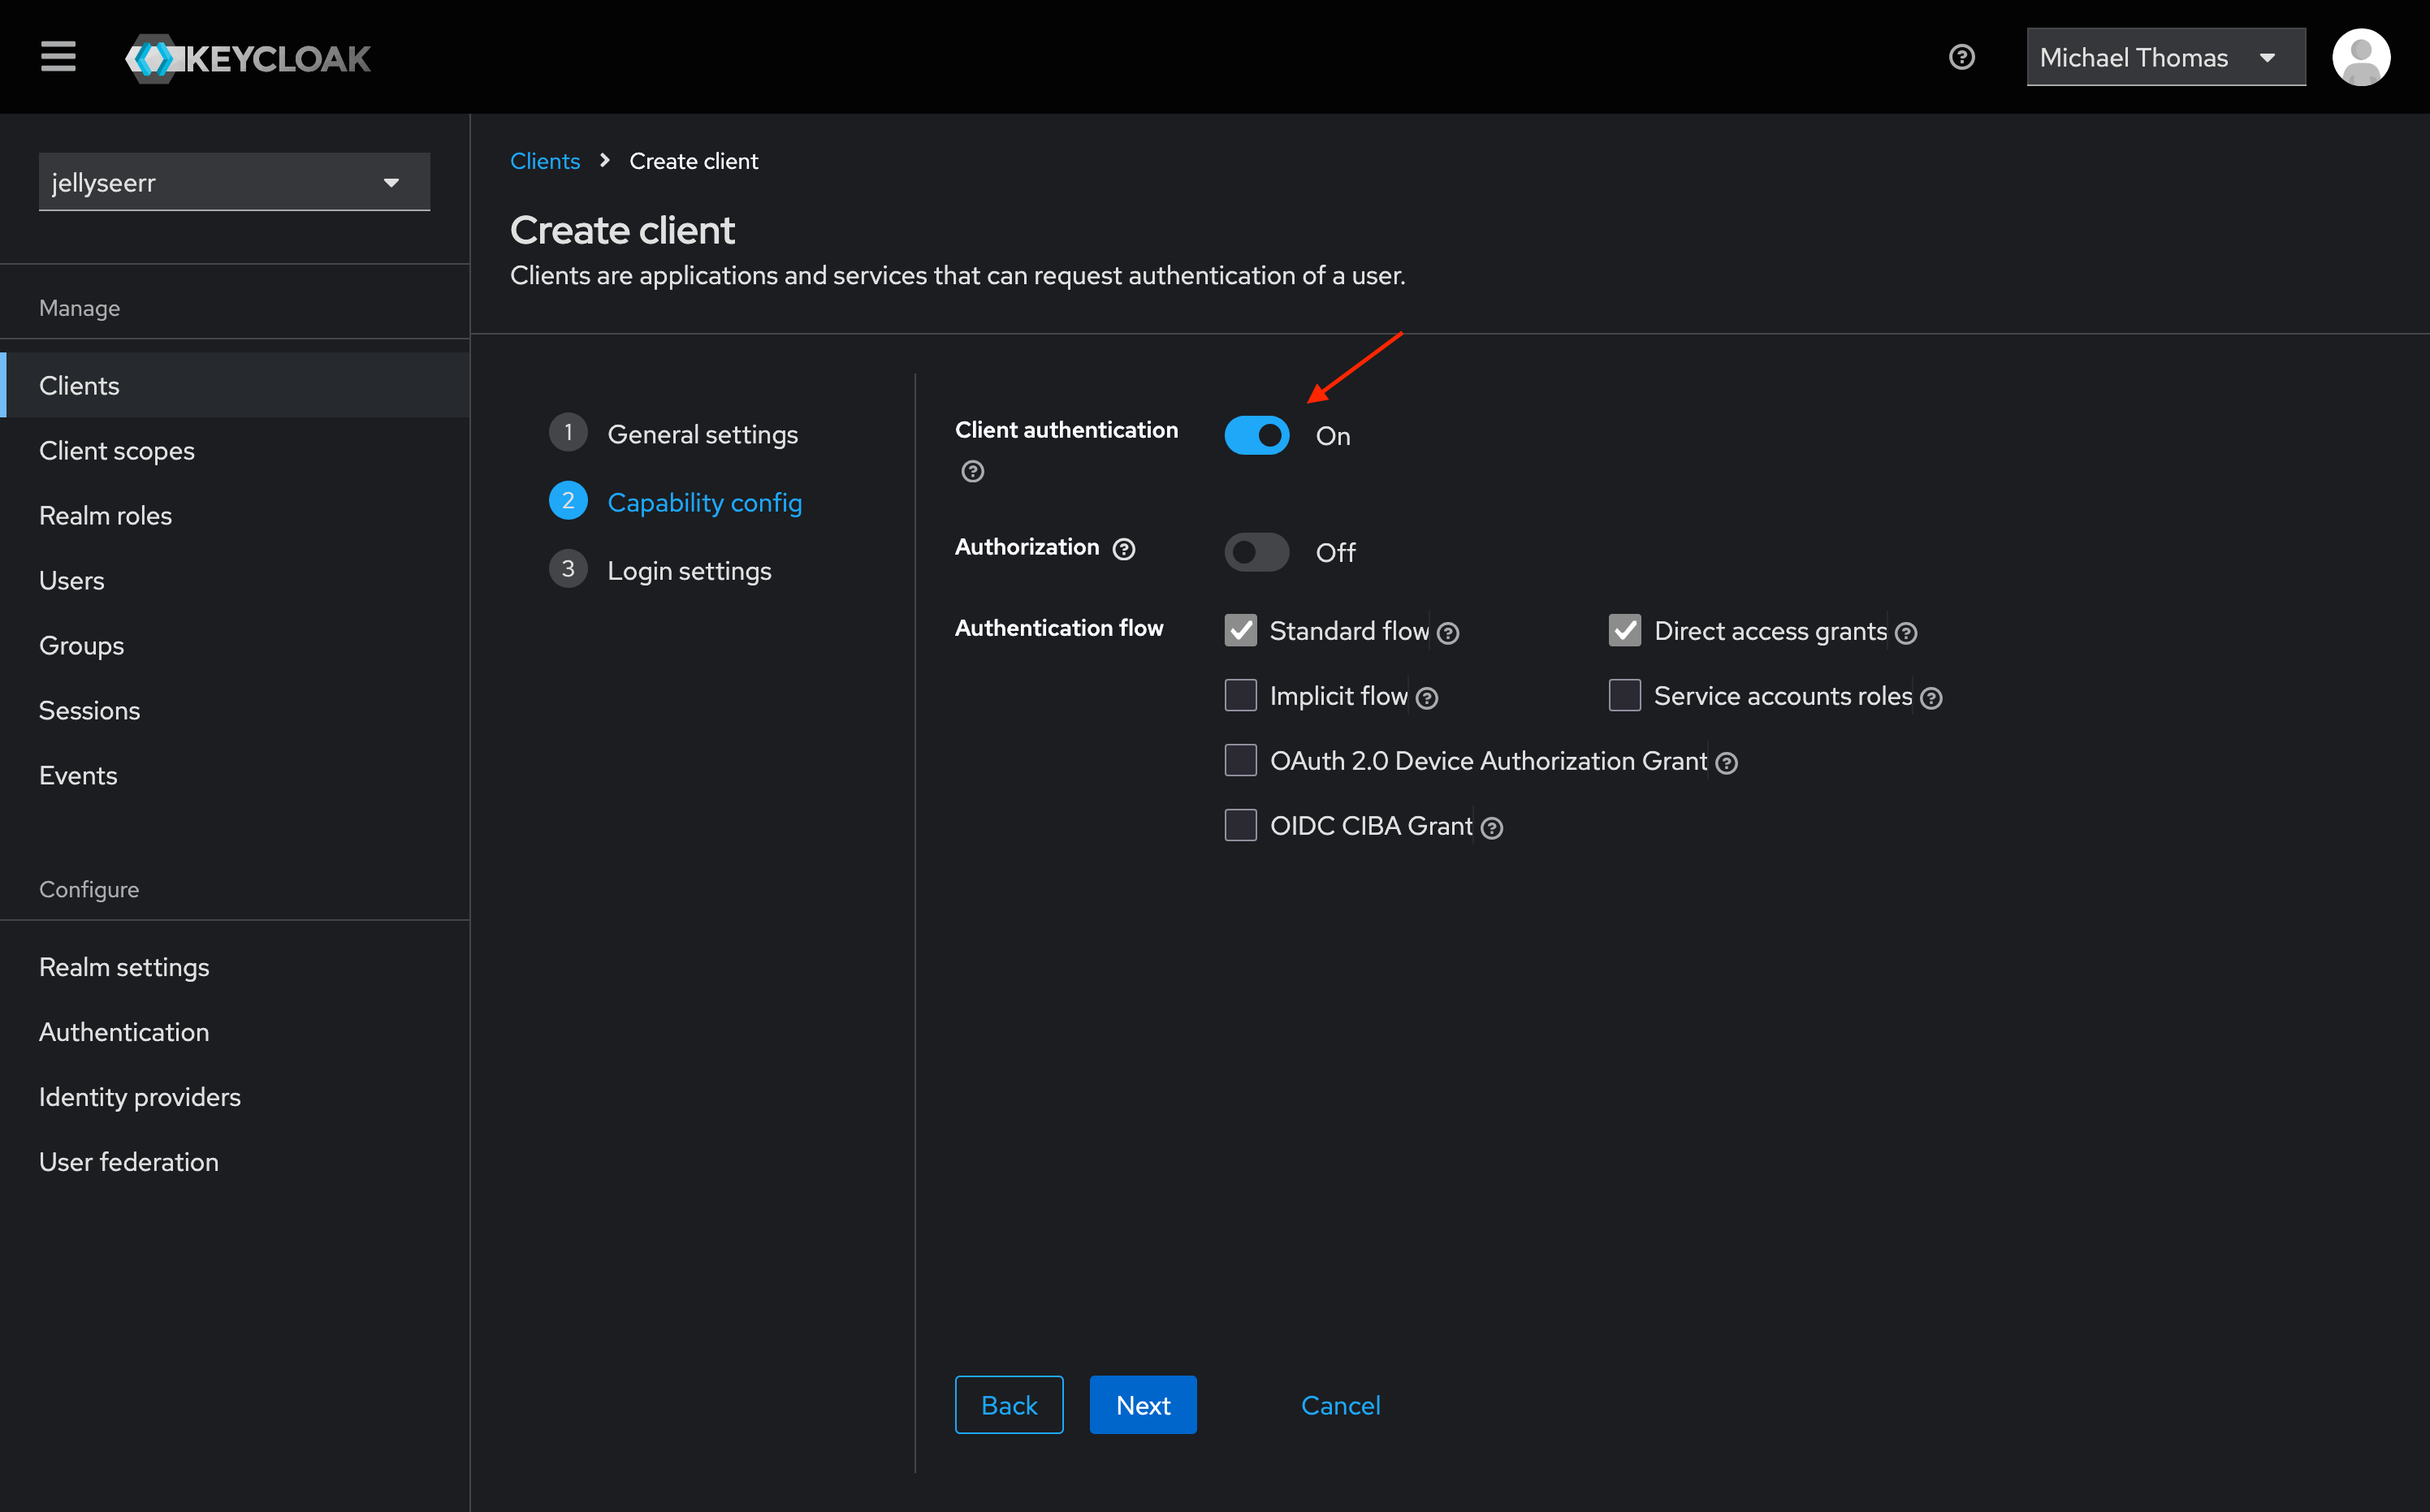 KEYCLOAK
Michael Thomas
jellyseerr
Manage
Clients
Client scopes
Realm roles
Users
Groups
Sessions
Events
Configure
Realm settings
Authentication
Identity providers
User federation
Clients > Create client
Create client
Clients are applications and services that can request authentication of a user.
1 General settings
2 Capability config
3 Login settings
Client authentication On
Authorization Off
Authentication flow Standard flow Direct access grants
Implicit flow Service accounts roles
OAuth 2.0 Device Authorization Grant
OIDC CIBA Grant
Back Next Cancel